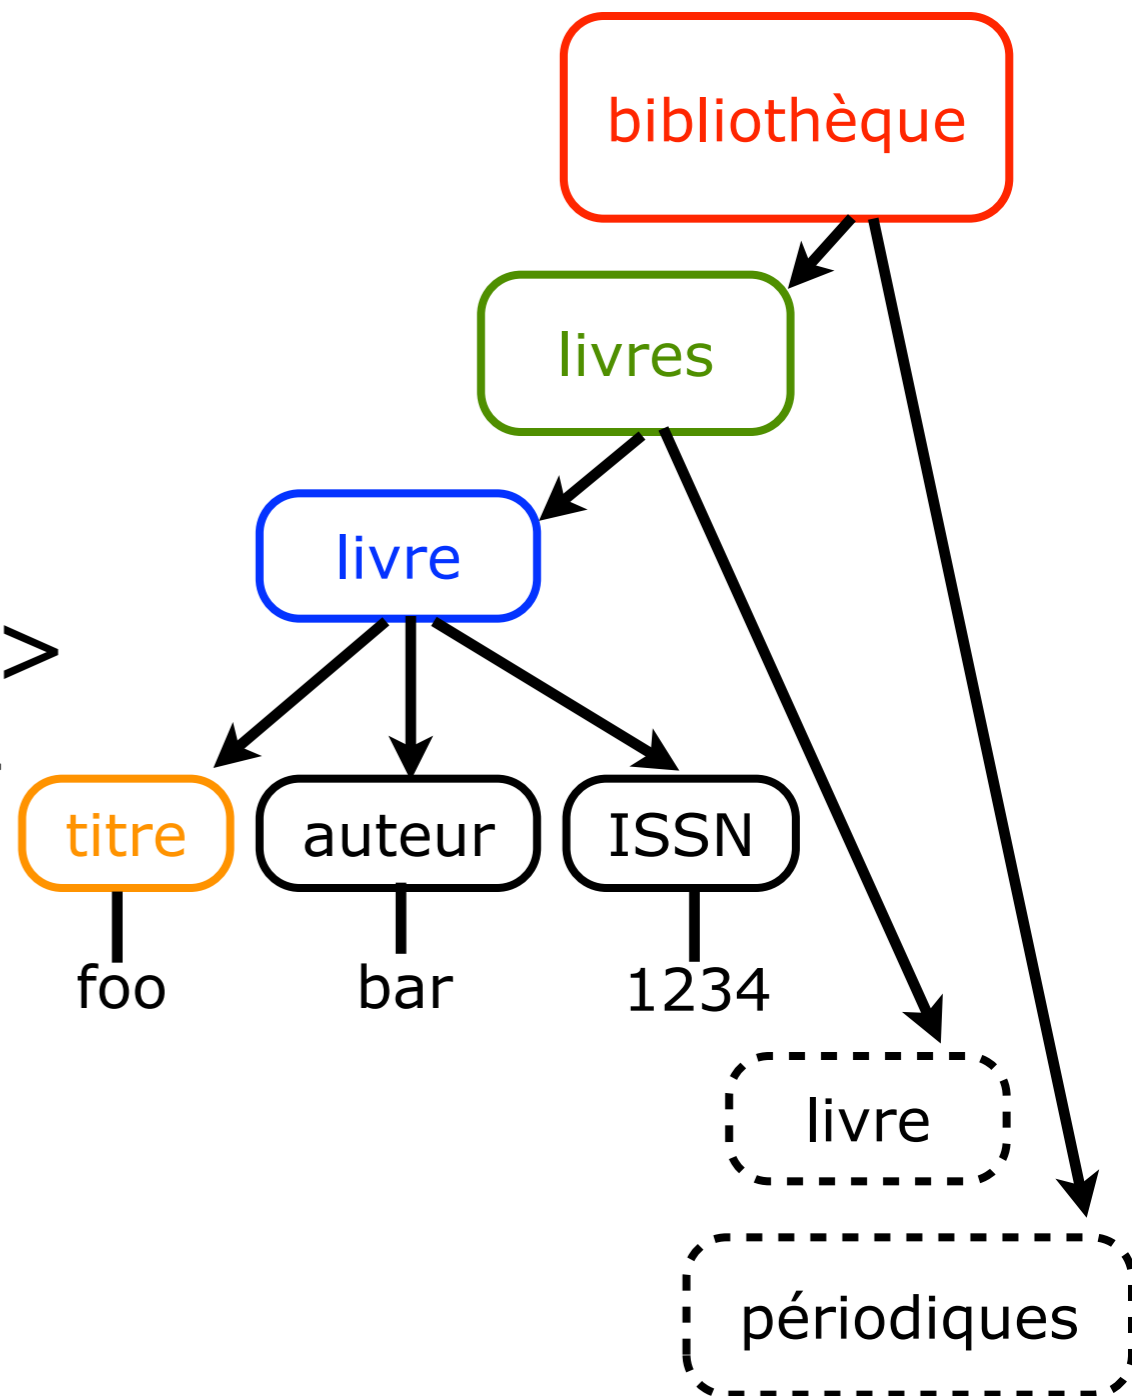 bibliothèque
livres
livre
>
titre
auteur
ISSN
foo
bar
1234
livre
périodiques